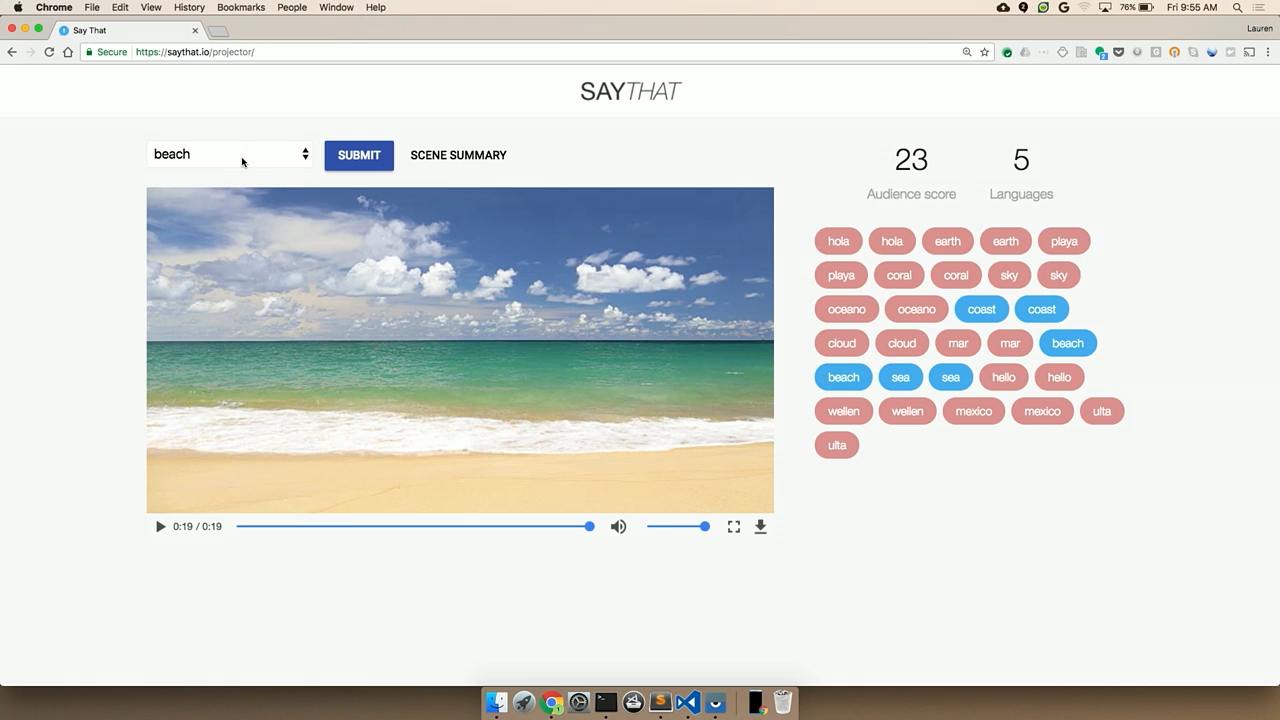 Chrome File Edit View History Bookmarks People Window Help 76% Fri 9:55 AM
Say That Lauren
Secure https://saythat.io/projector/
SAYTHAT
beach SUBMIT SCENE SUMMARY
23 5
Audience score Languages
hola hola earth earth playa
playa coral coral sky sky
oceano oceano coast coast
cloud cloud mar mar beach
beach sea sea hello hello
wellen wellen mexico mexico ulta
ulta
0:19 / 0:19